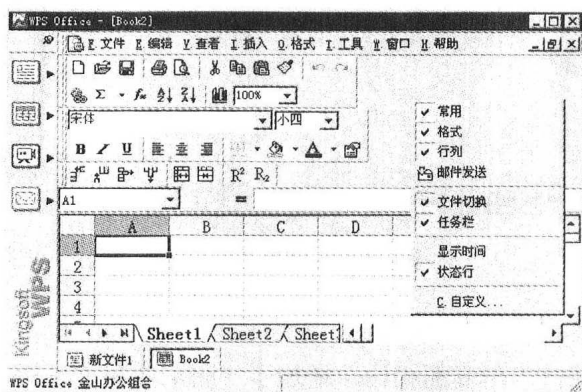 WPS Office - [Book2]
F 文件 E 编辑 V 查看 I 插入 O.格式 T 工具 W 窗口 H 帮助
Σ fx 100%
宋体 小四
B I U A
R² R₂
A1 =
A B C D
1
2
3
4
Sheet1 Sheet2 Sheet
新文件1 Book2
WPS Office 金山办公组合
Kingsoft
WPS
常用
格式
行列
邮件发送
文件切换
任务栏
显示时间
状态行
C 自定义...